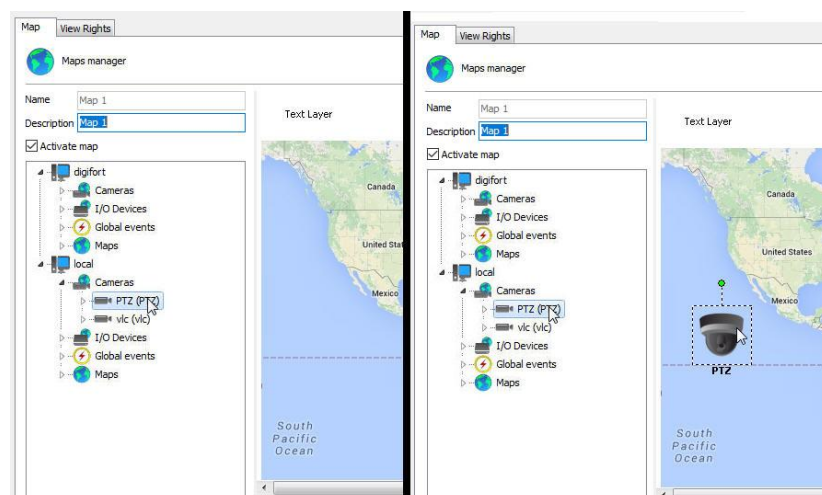 Map View Rights
Maps manager
Name Map 1
Description Map 1
Activate map
digifort
Cameras
I/O Devices
Global events
Maps
local
Cameras
PTZ (PTZ)
vlc (vlc)
I/O Devices
Global events
Maps
Text Layer
Canada
United Stat
Mexico
South
Pacific
Ocean
Map View Rights
Maps manager
Name Map 1
Description Map 1
Activate map
digifort
Cameras
I/O Devices
Global events
Maps
local
Cameras
PTZ (PTZ)
vlc (vlc)
I/O Devices
Global events
Maps
Text Layer
Canada
United States
Mexico
PTZ
South
Pacific
Ocean